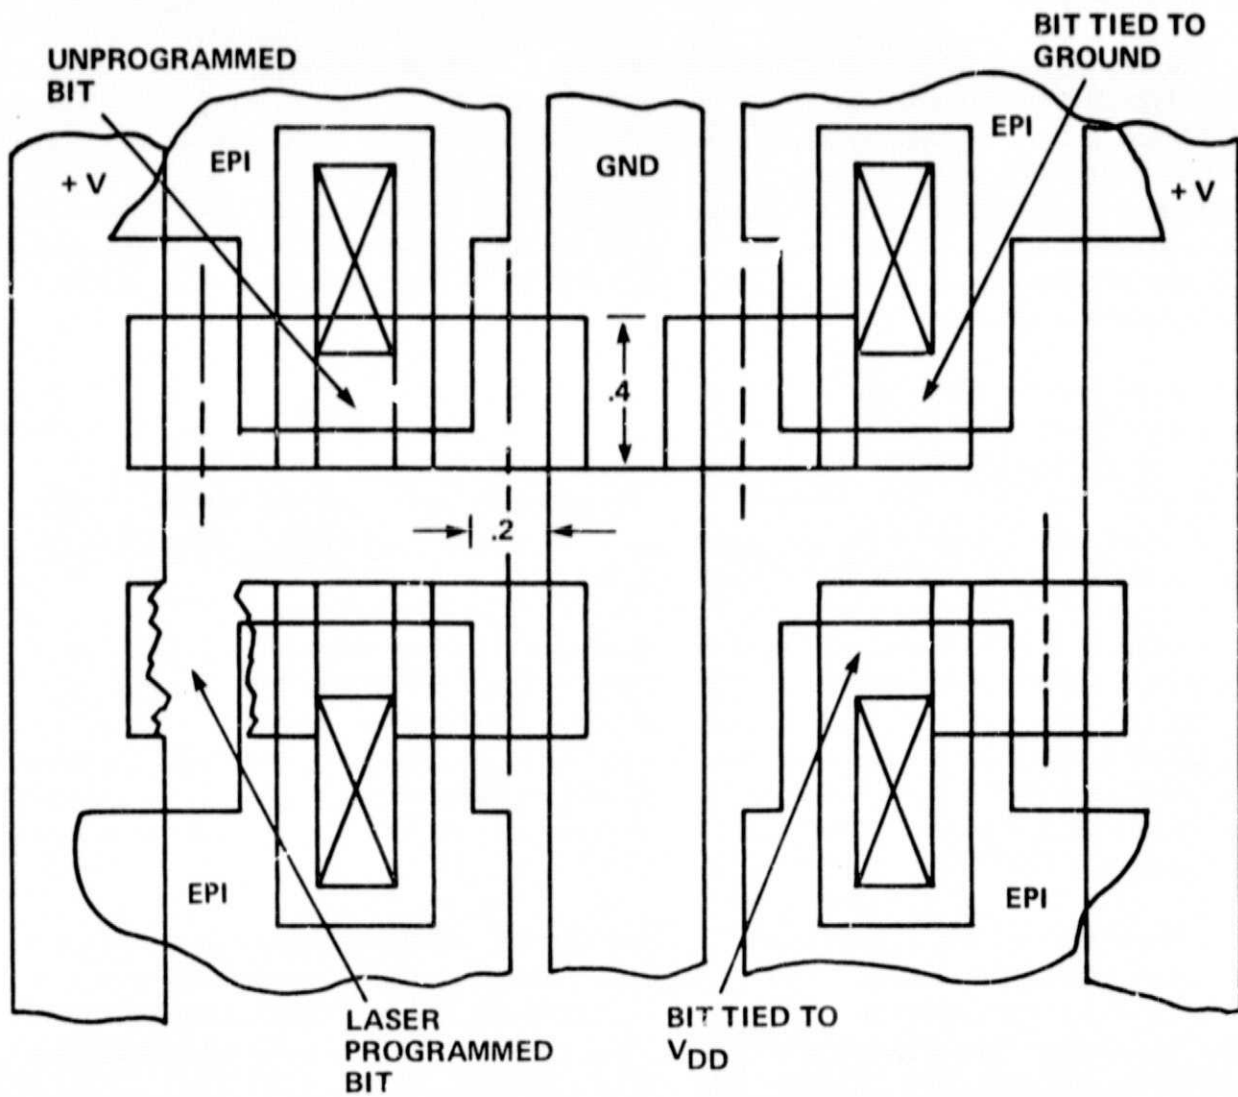 UNPROGRAMMED
BIT
BIT TIED TO
GROUND
EPI
+ V
GND
EPI
+ V
.4
.2
EPI
EPI
LASER
PROGRAMMED
BIT
BIT TIED TO
VDD